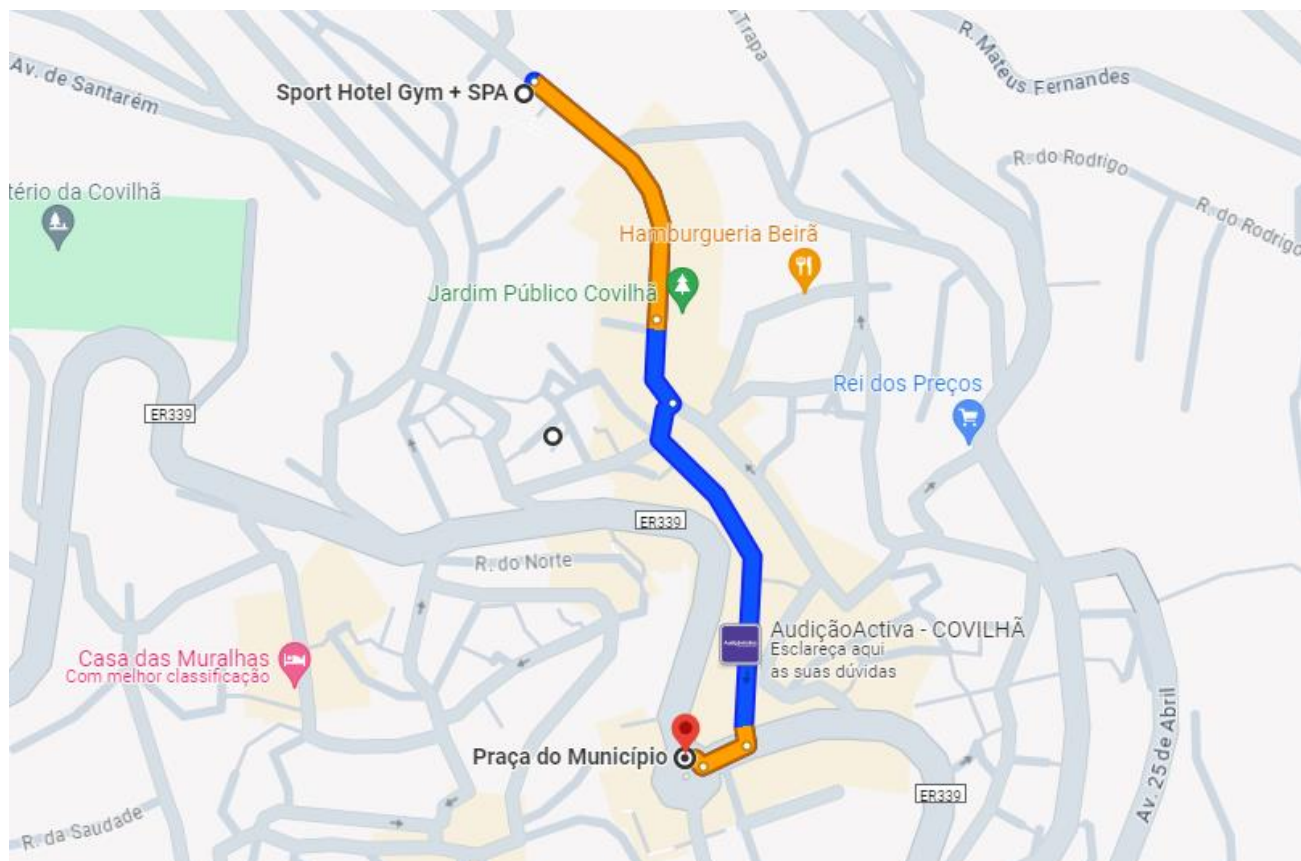 Av. de Santarém
Sport Hotel Gym + SPA
Trapa
R. Mateus Fernandes
R. do Rodrigo
R. do Rodrigo
tério da Covilhã
Hamburgueria Beirã
Jardim Público Covilhã
Rei dos Preços
ER339
ER339
R. do Norte
AudiçãoActiva - COVILHÃ
Esclareça aqui
as suas dúvidas
Casa das Muralhas
Com melhor classificação
Praça do Município
Av. 25 de Abril
ER339
R. da Saudade